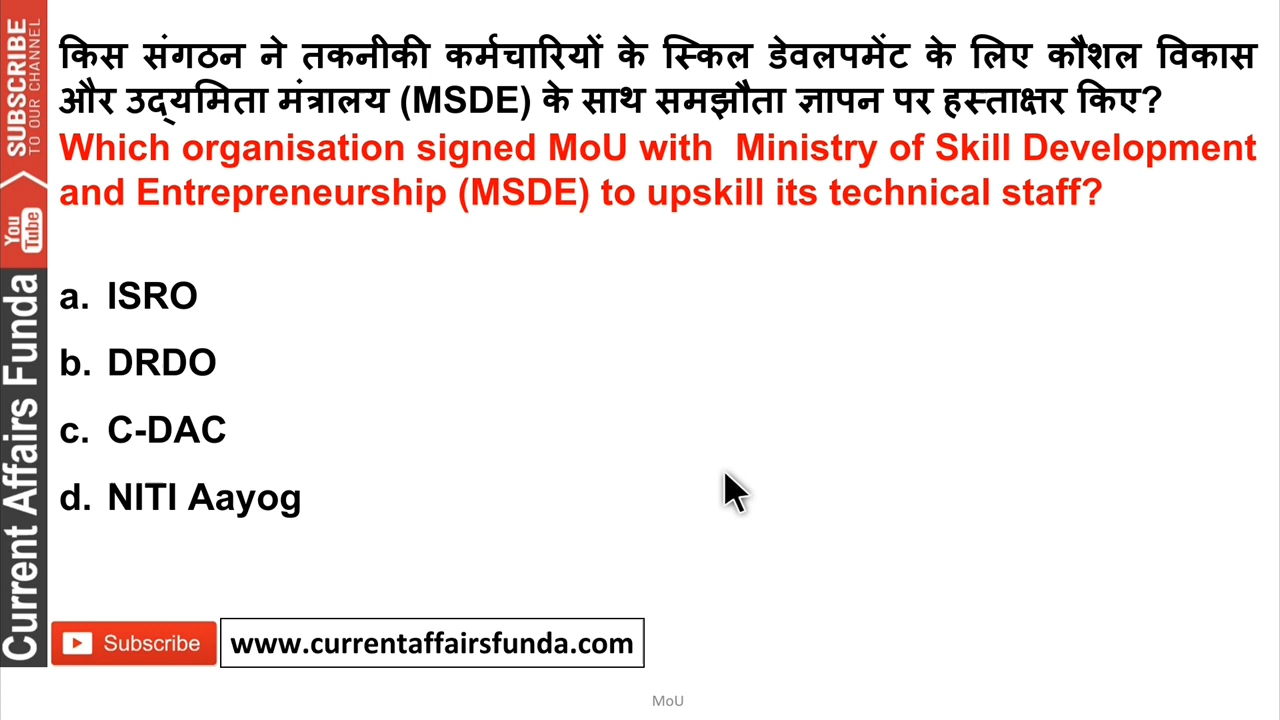 किस संगठन ने तकनीकी कर्मचारियों के स्किल डेवलपमेंट के लिए कौशल विकास
और उद्यमिता मंत्रालय (MSDE) के साथ समझौता ज्ञापन पर हस्ताक्षर किए?
Which organisation signed MoU with Ministry of Skill Development
and Entrepreneurship (MSDE) to upskill its technical staff?
a. ISRO
b. DRDO
c. C-DAC
d. NITI Aayog
SUBSCRIBE
TO OUR CHANNEL
You
Tube
Current Affairs Funda
Subscribe
www.currentaffairsfunda.com
MoU